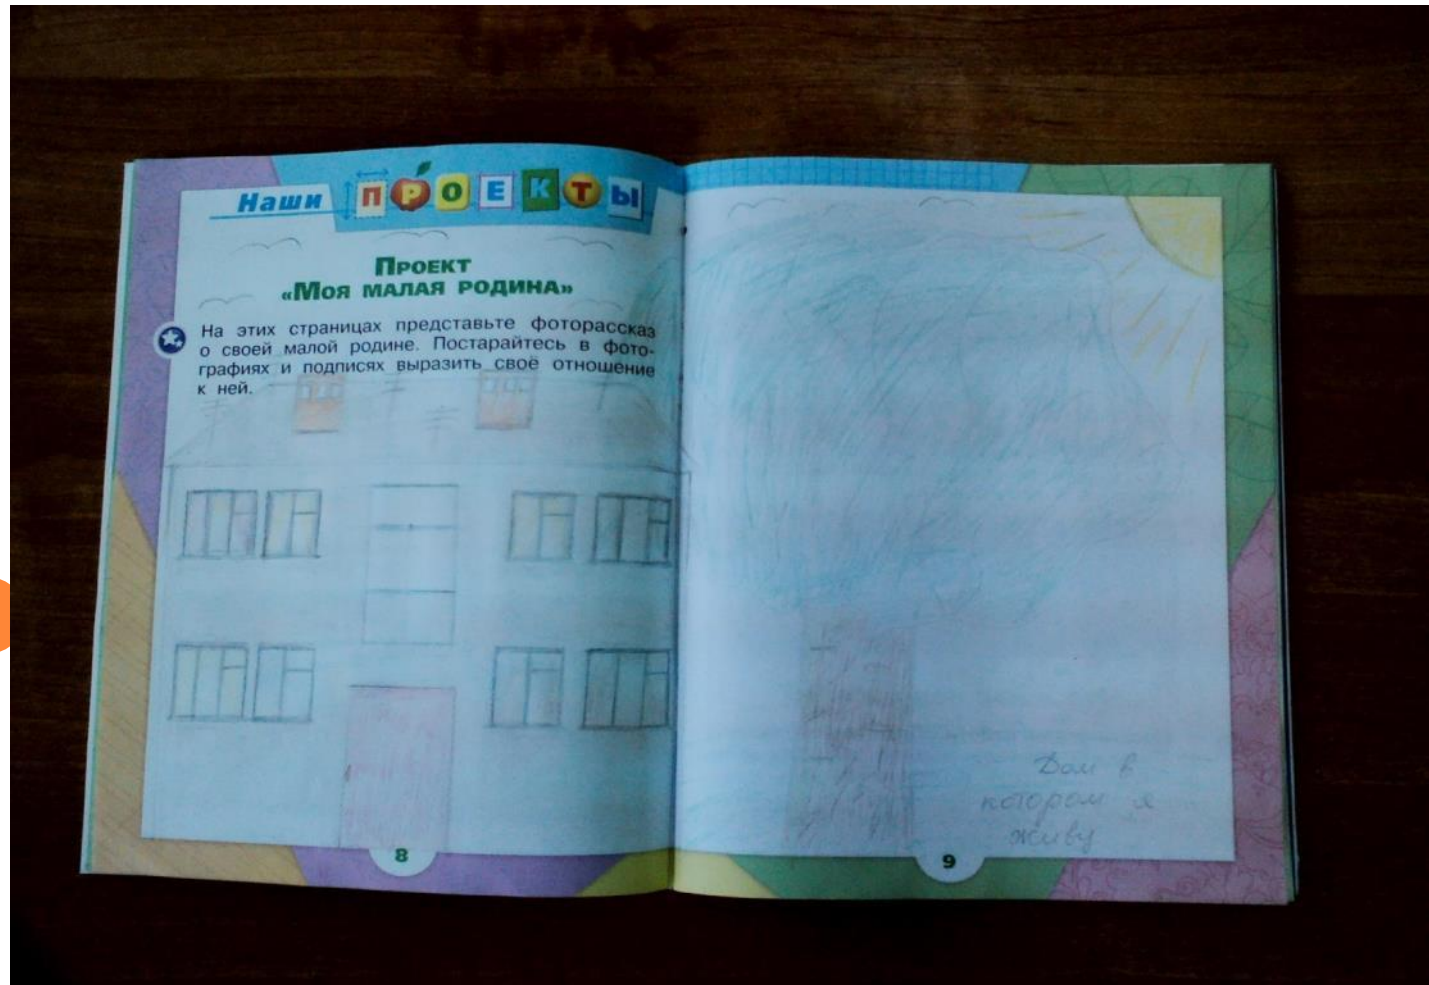 Наши ПРОЕКТЫ
ПРОЕКТ
«МОЯ МАЛАЯ РОДИНА»
На этих страницах представьте фоторассказ
о своей малой родине. Постарайтесь в фото-
графиях и подписях выразить своё отношение
к ней.
8
Дом в
котором я
живу
9